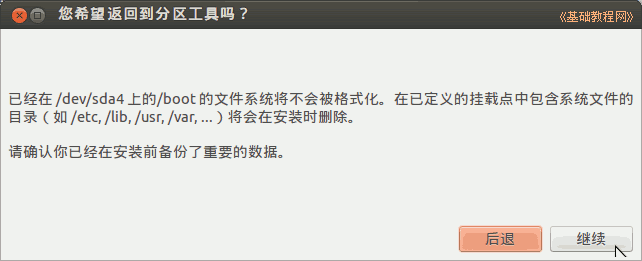 您希望返回到分区工具吗？
《基础教程网》
已经在 /dev/sda4 上的/boot 的文件系统将不会被格式化。在已定义的挂载点中包含系统文件的
目录（如 /etc, /lib, /usr, /var, ...）将会在安装时删除。
请确认你已经在安装前备份了重要的数据。
后退
继续